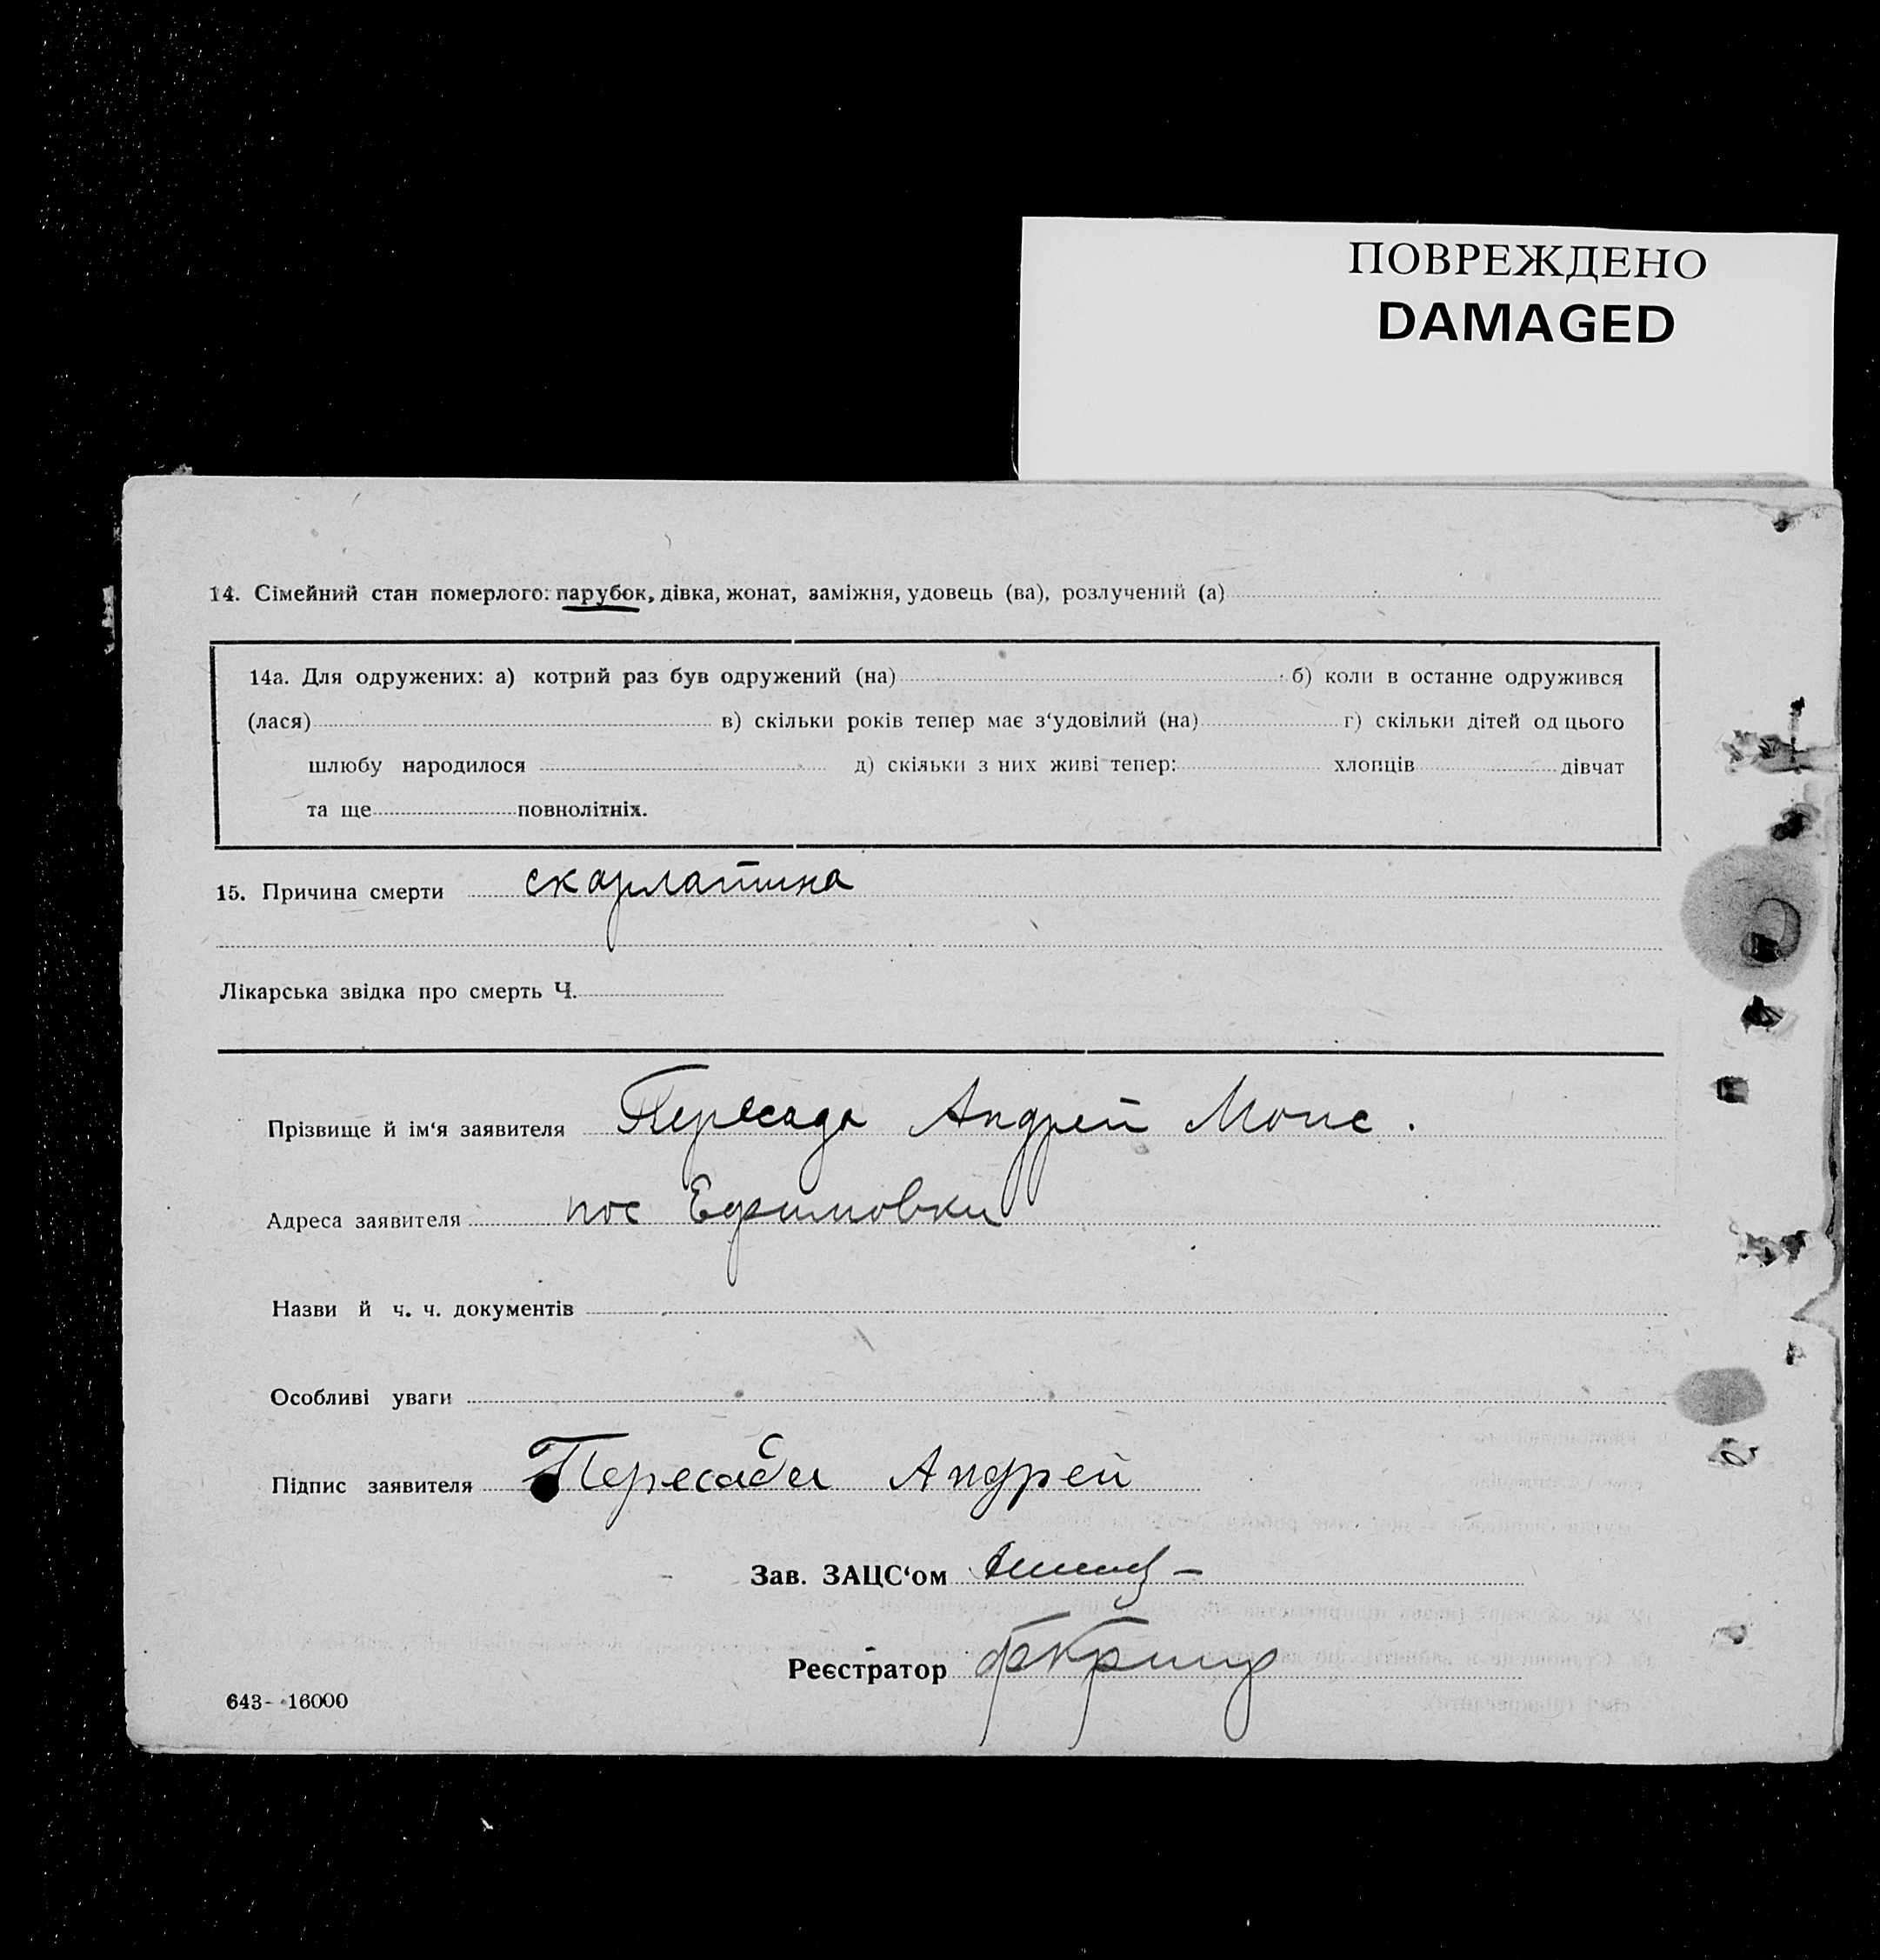 ПОВРЕЖДЕНО
DAMAGED
14. Сімейний стан померлого: парубок, дівка, жонат, заміжня, удовець (ва), розлучений (а)
14а. Для одружених: а) котрий раз був одружений (на) б) коли в останнє одружився
(лася) в) скільки років тепер має з‘удовілий (на) г) скільки дітей од цього
шлюбу народилося д) скільки з них живі тепер: хлопців дівчат
та ще повнолітніх.
15. Причина смерти скарлатина
Лікарська звідка про смерть Ч.
Прізвище й ім‘я заявителя Пересада Андрей Моис.
Адреса заявителя пос Ефимовки
Назви й ч. ч. документів
Особливі уваги
Підпис заявителя Пересада Андрей
Зав. ЗАЦС‘ом
Реєстратор
643- 16000